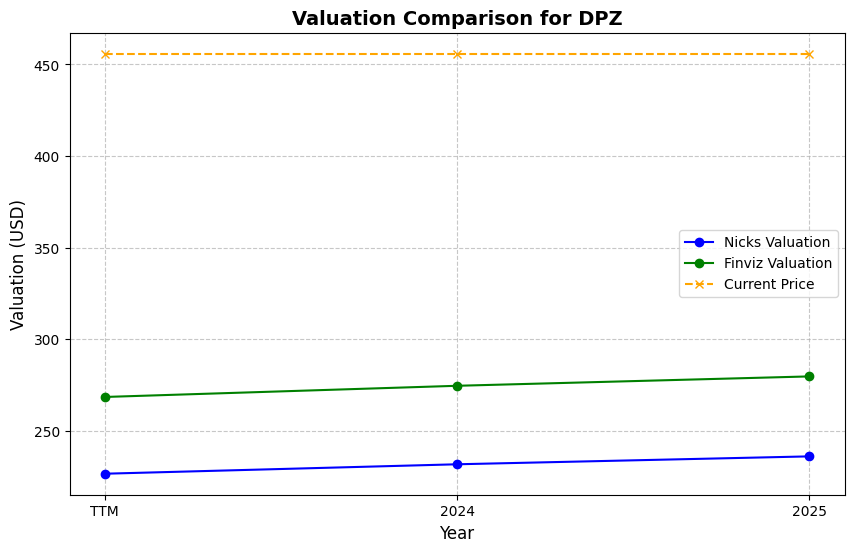 Valuation Comparison for DPZ
Valuation (USD)
450
400
350
300
250
Nicks Valuation
Finviz Valuation
Current Price
TTM
2024
2025
Year